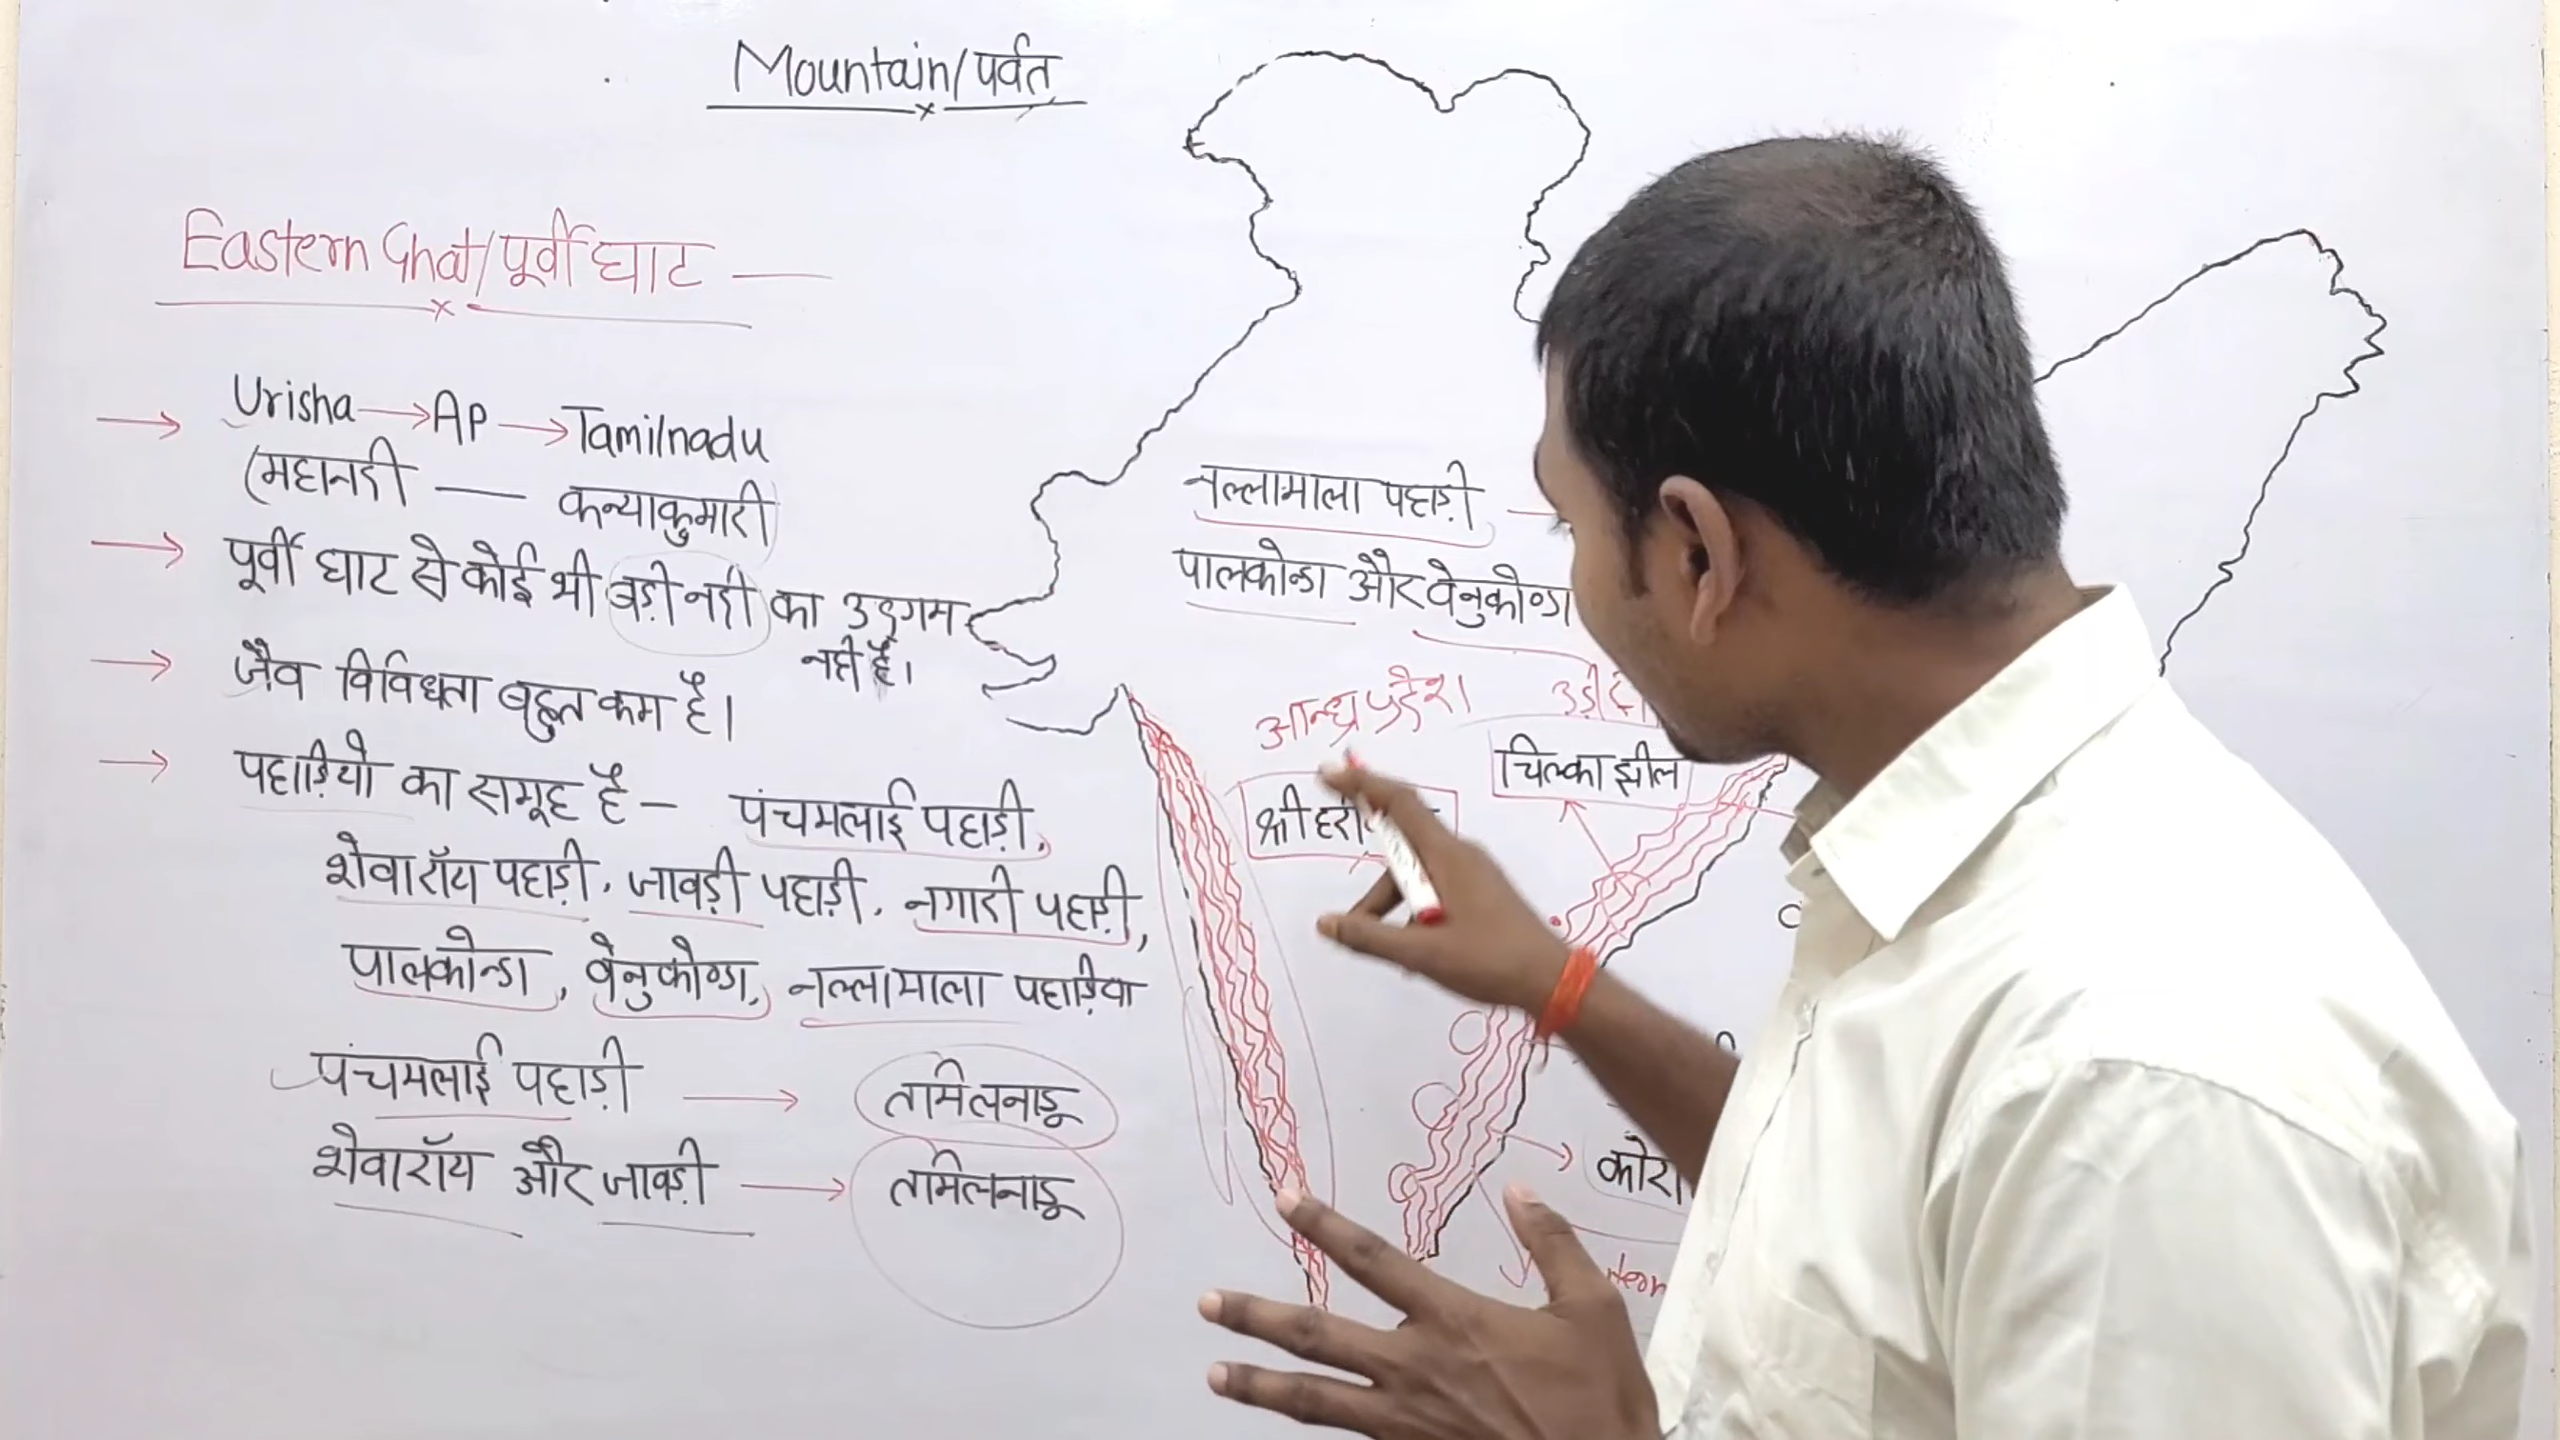 Mountain/पर्वत
Eastern Ghat/पूर्वी घाट —
→ Urisha → AP → Tamilnadu
(महानदी — कन्याकुमारी
→ पूर्वी घाट से कोई भी बड़ी नदी का उद्गम
नही है।
→ जैव विविधता बहुत कम है।
→ पहाड़ियो का समूह है – पंचमलाई पहाड़ी,
शेवारॉय पहाड़ी, जावड़ी पहाड़ी, नगारी पहाड़ी,
पालकोन्डा, वेनुकोण्डा, नल्लामाला पहाड़िया
पंचमलाई पहाड़ी → तमिलनाडू
शेवारॉय और जावड़ी → तमिलनाडू
नल्लामाला पहाड़ी —
पालकोन्डा और वेनुकोण्डा
आन्ध्र प्रदेश
चिल्का झील